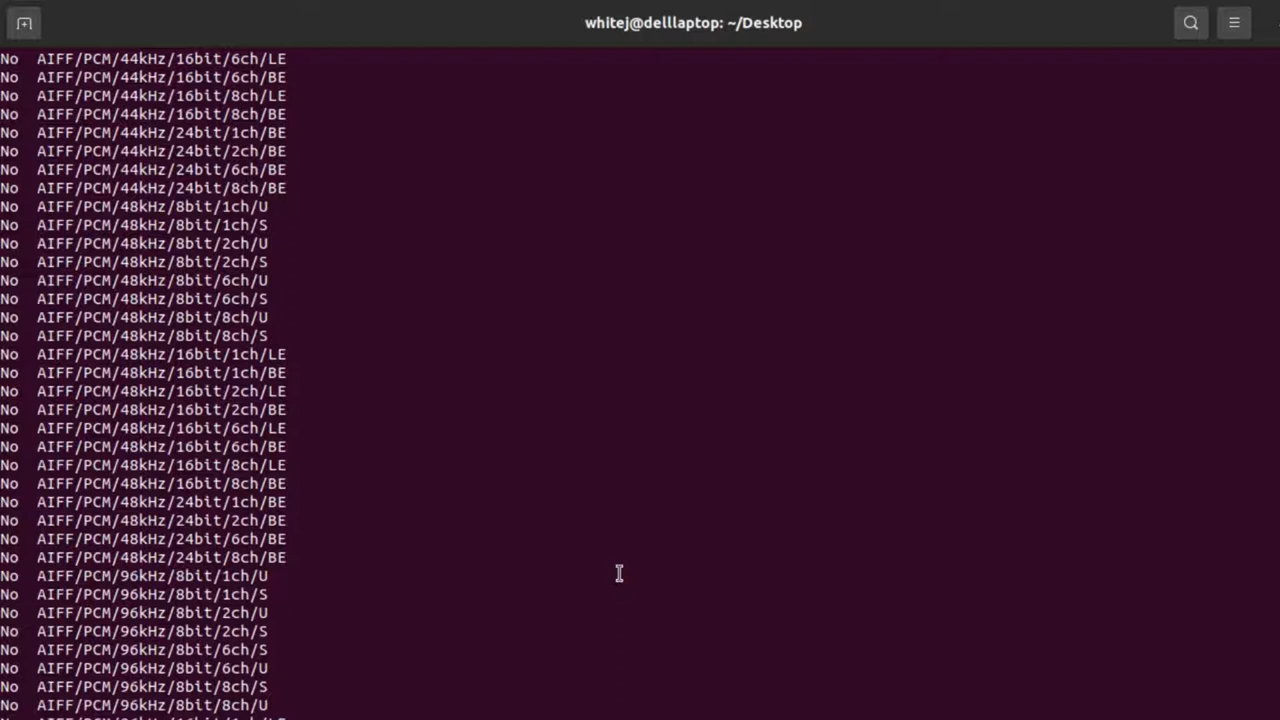 whitej@delllaptop: ~/Desktop
No  AIFF/PCM/44kHz/16bit/6ch/LE
No  AIFF/PCM/44kHz/16bit/6ch/BE
No  AIFF/PCM/44kHz/16bit/8ch/LE
No  AIFF/PCM/44kHz/16bit/8ch/BE
No  AIFF/PCM/44kHz/24bit/1ch/BE
No  AIFF/PCM/44kHz/24bit/2ch/BE
No  AIFF/PCM/44kHz/24bit/6ch/BE
No  AIFF/PCM/44kHz/24bit/8ch/BE
No  AIFF/PCM/48kHz/8bit/1ch/U
No  AIFF/PCM/48kHz/8bit/1ch/S
No  AIFF/PCM/48kHz/8bit/2ch/U
No  AIFF/PCM/48kHz/8bit/2ch/S
No  AIFF/PCM/48kHz/8bit/6ch/U
No  AIFF/PCM/48kHz/8bit/6ch/S
No  AIFF/PCM/48kHz/8bit/8ch/U
No  AIFF/PCM/48kHz/8bit/8ch/S
No  AIFF/PCM/48kHz/16bit/1ch/LE
No  AIFF/PCM/48kHz/16bit/1ch/BE
No  AIFF/PCM/48kHz/16bit/2ch/LE
No  AIFF/PCM/48kHz/16bit/2ch/BE
No  AIFF/PCM/48kHz/16bit/6ch/LE
No  AIFF/PCM/48kHz/16bit/6ch/BE
No  AIFF/PCM/48kHz/16bit/8ch/LE
No  AIFF/PCM/48kHz/16bit/8ch/BE
No  AIFF/PCM/48kHz/24bit/1ch/BE
No  AIFF/PCM/48kHz/24bit/2ch/BE
No  AIFF/PCM/48kHz/24bit/6ch/BE
No  AIFF/PCM/48kHz/24bit/8ch/BE
No  AIFF/PCM/96kHz/8bit/1ch/U
No  AIFF/PCM/96kHz/8bit/1ch/S
No  AIFF/PCM/96kHz/8bit/2ch/U
No  AIFF/PCM/96kHz/8bit/2ch/S
No  AIFF/PCM/96kHz/8bit/6ch/S
No  AIFF/PCM/96kHz/8bit/6ch/U
No  AIFF/PCM/96kHz/8bit/8ch/S
No  AIFF/PCM/96kHz/8bit/8ch/U